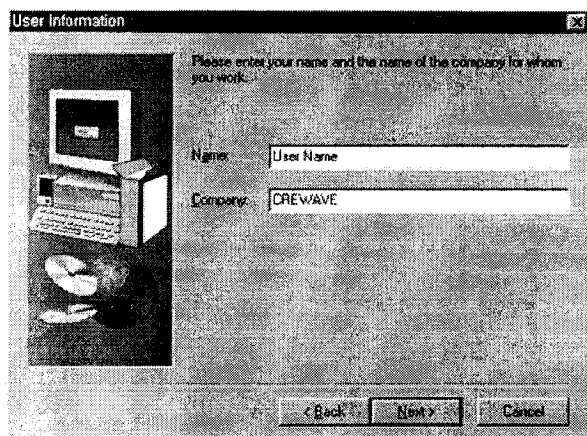 User Information
Please enter your name and the name of the company for whom
you work.
Name: User Name
Company: CREWAVE
< Back Next > Cancel